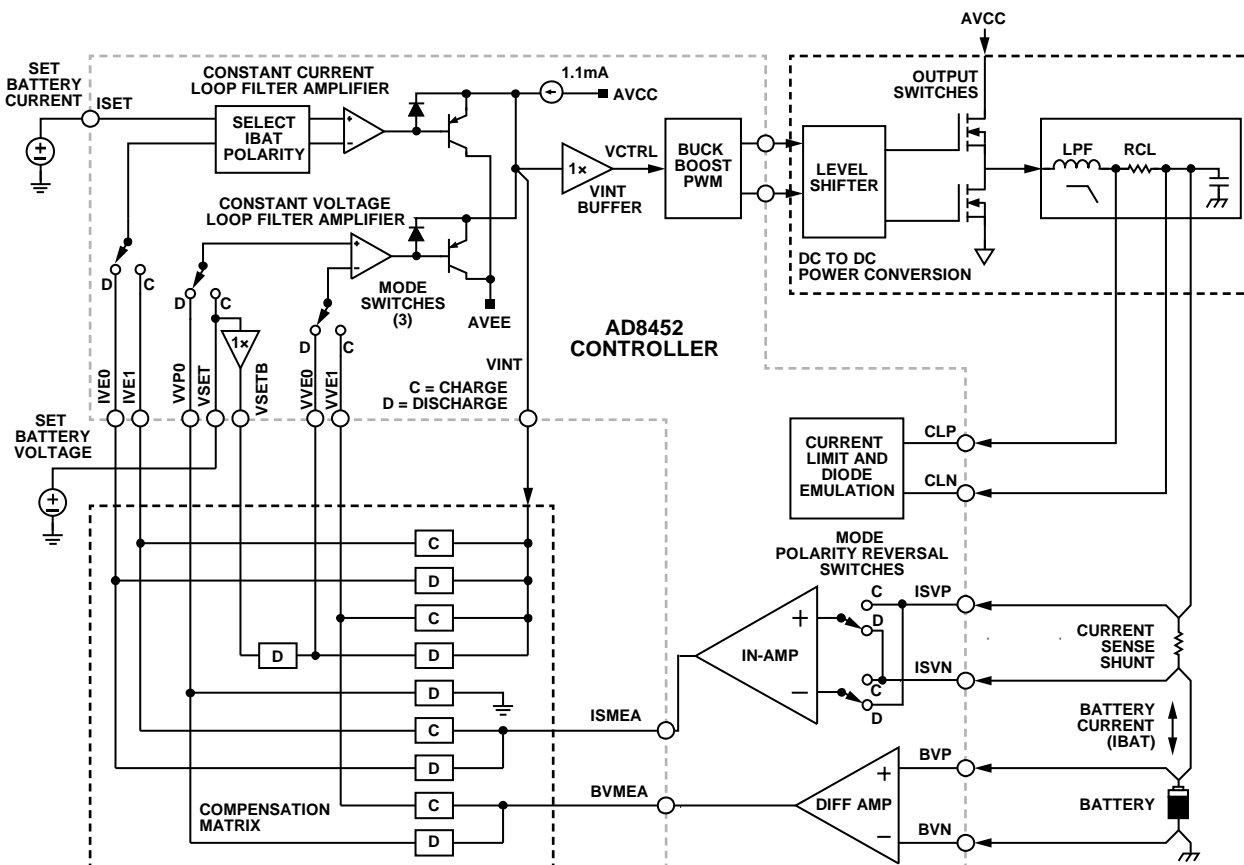 AVCC
SET
BATTERY
CURRENT
ISET
CONSTANT CURRENT
LOOP FILTER AMPLIFIER
1.1mA
AVCC
SELECT
IBAT
POLARITY
+
−
OUTPUT
SWITCHES
BUCK
BOOST
PWM
LEVEL
SHIFTER
LPF
RCL
1×
VCTRL
VINT
BUFFER
CONSTANT VOLTAGE
LOOP FILTER AMPLIFIER
+
−
DC TO DC
POWER CONVERSION
D
C
D
C
MODE
SWITCHES
(3)
AVEE
1×
D
C
AD8452
CONTROLLER
VINT
C = CHARGE
D = DISCHARGE
IVE0
IVE1
VVP0
VSET
VSETB
VVE0
VVE1
SET
BATTERY
VOLTAGE
CURRENT
LIMIT AND
DIODE
EMULATION
CLP
CLN
C
D
C
D
D
D
C
D
C
D
COMPENSATION
MATRIX
MODE
POLARITY REVERSAL
SWITCHES
C
D
C
D
ISVP
ISVN
+
−
IN-AMP
CURRENT
SENSE
SHUNT
ISMEA
BATTERY
CURRENT
(IBAT)
BVMEA
+
−
DIFF AMP
BVP
BVN
BATTERY